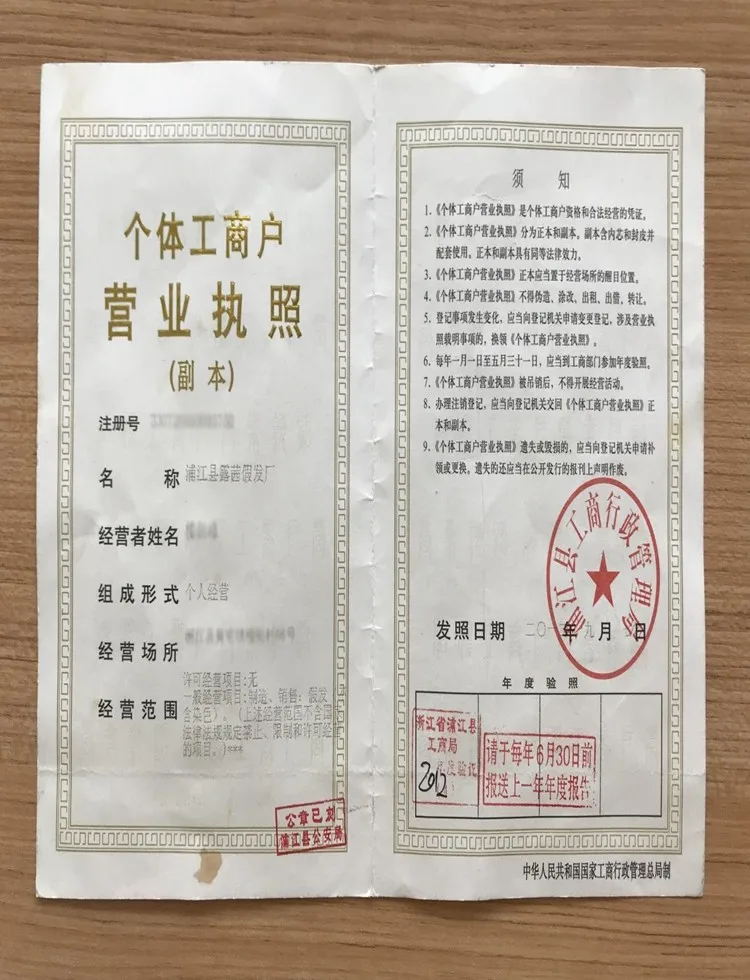 个体工商户
营业执照
(副本)
注册号
名 称 浦江县露茜假发厂
经营者姓名
组成形式 个人经营
经营场所
经营范围 许可经营项目:无
一般经营项目:制造、销售:假发
含染色)、(上述经营范围不含国
法律法规规定禁止、限制和许可经
的项目。)***
公章已刻
浦江县公安局
须 知
1.《个体工商户营业执照》是个体工商户资格和合法经营的凭证。
2.《个体工商户营业执照》分为正本和副本。副本含内芯和封皮并
配套使用。正本和副本具有同等法律效力。
3.《个体工商户营业执照》正本应当置于经营场所的醒目位置。
4.《个体工商户营业执照》不得伪造、涂改、出租、出借、转让。
5. 登记事项发生变化,应当向登记机关申请变更登记,涉及营业执
照载明事项的,换领《个体工商户营业执照》。
6. 每年一月一日至五月三十一日,应当到工商部门参加年度验照。
7.《个体工商户营业执照》被吊销后,不得开展经营活动。
8. 办理注销登记,应当向登记机关交回《个体工商户营业执照》正
本和副本。
9.《个体工商户营业执照》遗失或毁损的,应当向登记机关申请补
领或更换。遗失的还应当在公开发行的报刊上声明作废。
浦江县工商行政管理局
发照日期 二〇一 年九月 日
年度验照
浙江省浦江县
工商局
年度验证
2012
请于每年6月30日前
报送上一年年度报告
中华人民共和国国家工商行政管理总局制